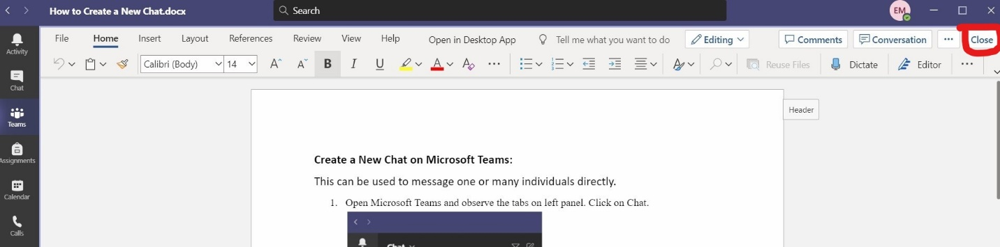 How to Create a New Chat.docx
Search
EM
Activity
Chat
Teams
Assignments
Calendar
Calls
File Home Insert Layout References Review View Help Open in Desktop App Tell me what you want to do Editing Comments Conversation ... Close
Calibri (Body) 14 A A B I U A A ... Reuse Files Dictate Editor ...
Header
Create a New Chat on Microsoft Teams:
This can be used to message one or many individuals directly.
1. Open Microsoft Teams and observe the tabs on left panel. Click on Chat.
Chat